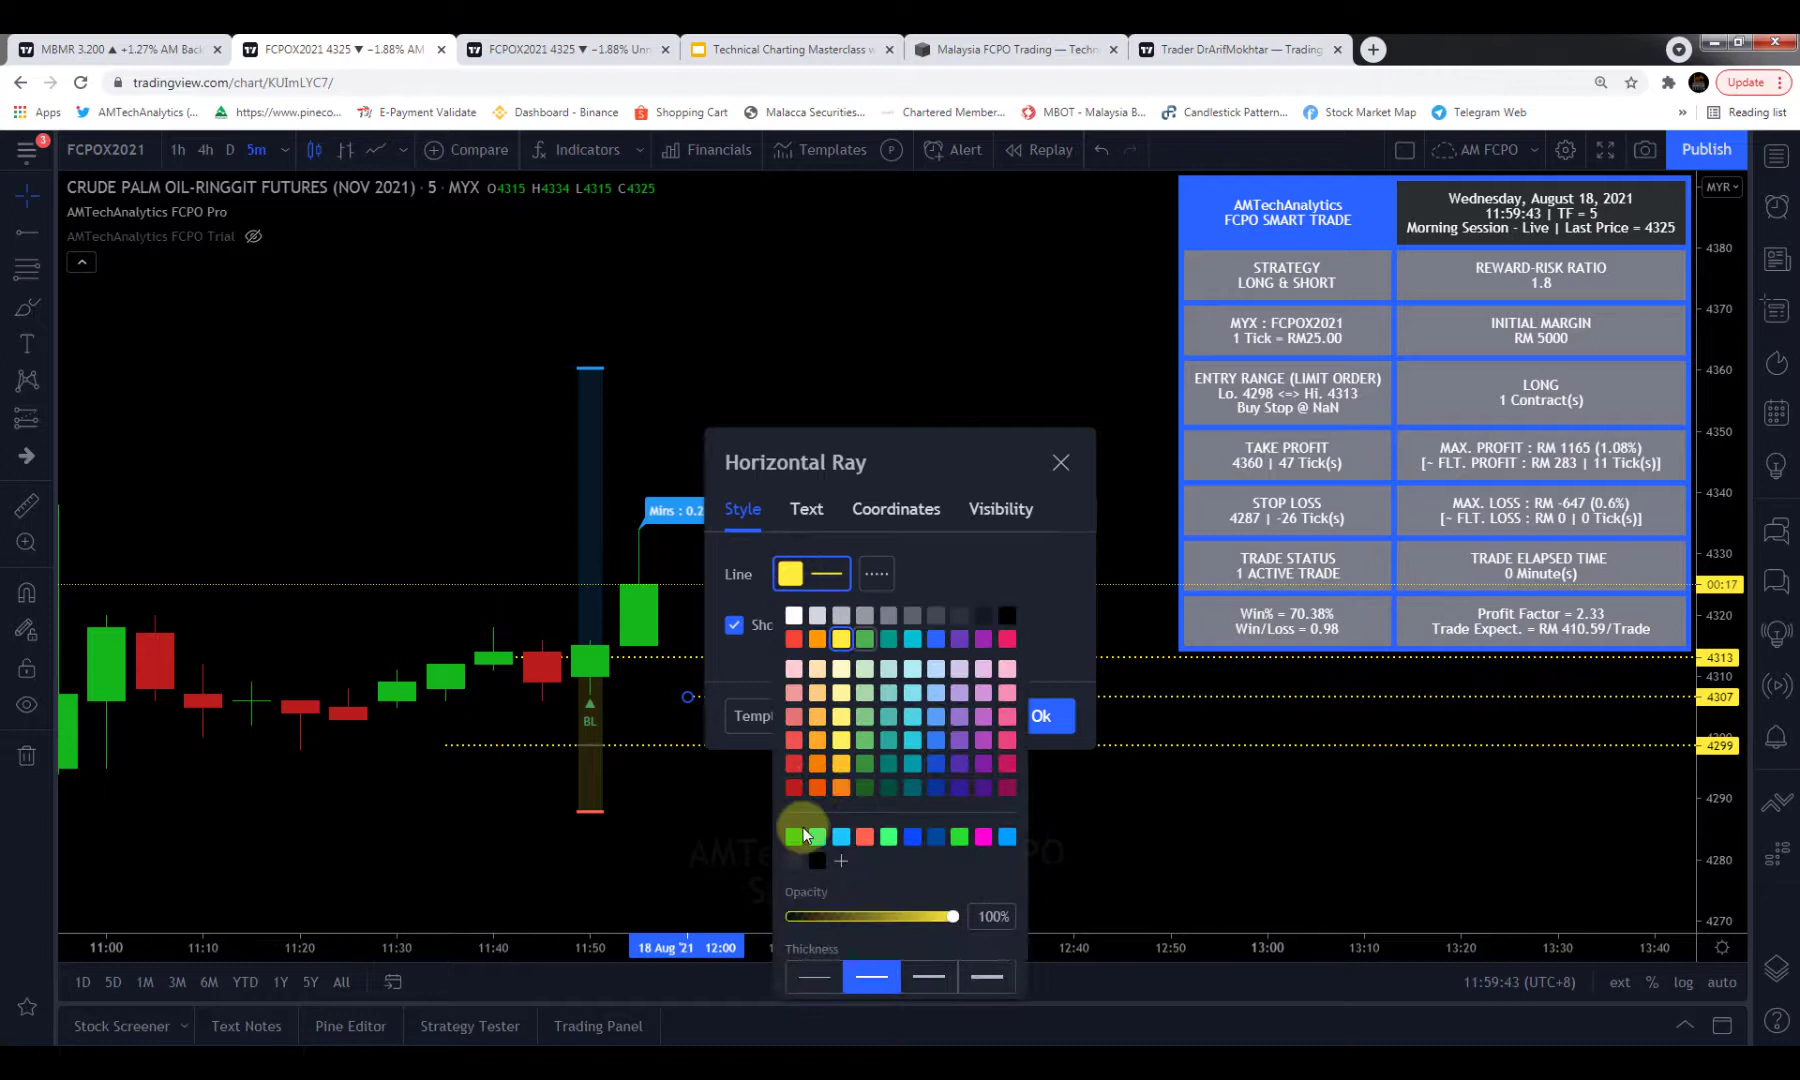 MBMR 3.200 ▲ +1.27% AM Back
FCPOX2021 4325 ▼ −1.88% AM
FCPOX2021 4325 ▼ −1.88% Unn
Technical Charting Masterclass w
Malaysia FCPO Trading — Techn
Trader DrArifMokhtar — Trading
tradingview.com/chart/KUImLYC7/
Update
Apps
AMTechAnalytics (...
https://www.pineco...
E-Payment Validate
Dashboard - Binance
Shopping Cart
Malacca Securities...
Chartered Member...
MBOT - Malaysia B...
Candlestick Pattern...
Stock Market Map
Telegram Web
»
Reading list
3
FCPOX2021
1h
4h
D
5m
Compare
Indicators
Financials
Templates
P
Alert
Replay
AM FCPO
Publish
CRUDE PALM OIL-RINGGIT FUTURES (NOV 2021) · 5 · MYX O4315 H4334 L4315 C4325
AMTechAnalytics FCPO Pro
AMTechAnalytics FCPO Trial
MYR
AMTechAnalytics
FCPO SMART TRADE
Wednesday, August 18, 2021
11:59:43 | TF = 5
Morning Session - Live | Last Price = 4325
STRATEGY
LONG & SHORT
REWARD-RISK RATIO
1.8
MYX : FCPOX2021
1 Tick = RM25.00
INITIAL MARGIN
RM 5000
ENTRY RANGE (LIMIT ORDER)
Lo. 4298 <=> Hi. 4313
Buy Stop @ NaN
LONG
1 Contract(s)
TAKE PROFIT
4360 | 47 Tick(s)
MAX. PROFIT : RM 1165 (1.08%)
[~ FLT. PROFIT : RM 283 | 11 Tick(s)]
STOP LOSS
4287 | -26 Tick(s)
MAX. LOSS : RM -647 (0.6%)
[~ FLT. LOSS : RM 0 | 0 Tick(s)]
TRADE STATUS
1 ACTIVE TRADE
TRADE ELAPSED TIME
0 Minute(s)
Win% = 70.38%
Win/Loss = 0.98
Profit Factor = 2.33
Trade Expect. = RM 410.59/Trade
4380
4370
4360
4350
4340
4330
00:17
4320
4313
4310
4307
4299
4290
4280
4270
Mins : 0.2
BL
Horizontal Ray
Style
Text
Coordinates
Visibility
Line
Sho
Templ
Ok
Opacity
100%
Thickness
AMT
PO
S
11:00
11:10
11:20
11:30
11:40
11:50
18 Aug '21 12:00
12:40
12:50
13:00
13:10
13:20
13:30
13:40
1D
5D
1M
3M
6M
YTD
1Y
5Y
All
11:59:43 (UTC+8)
ext
%
log
auto
Stock Screener
Text Notes
Pine Editor
Strategy Tester
Trading Panel